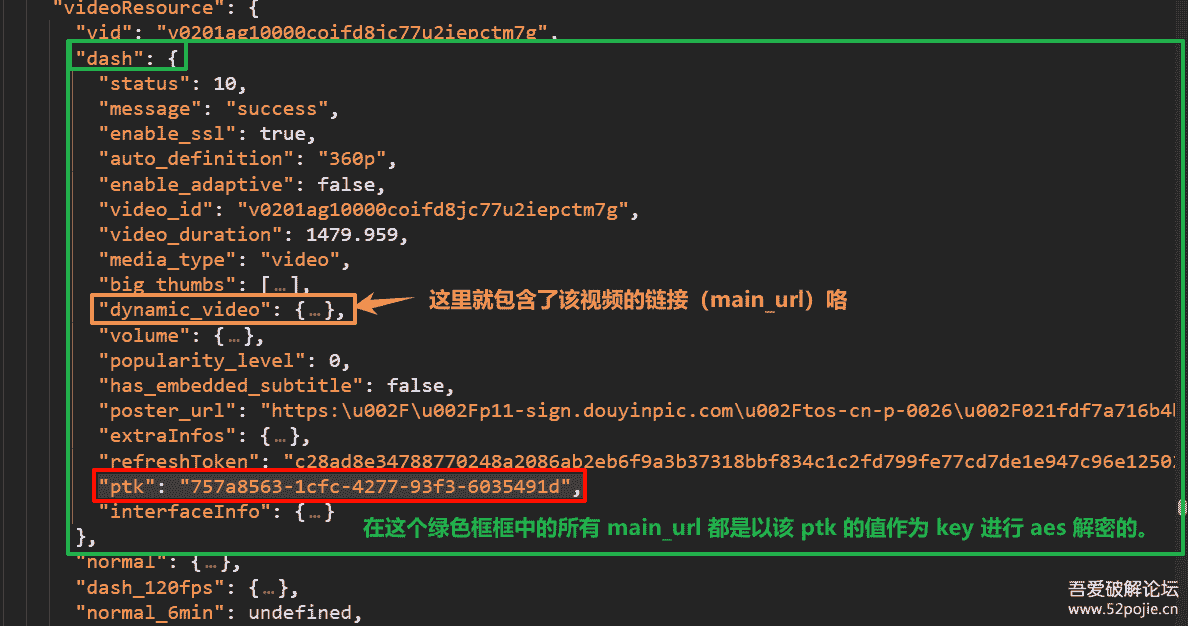 "videoResource": {
"vid": "v0201ag10000coifd8jc77u2iepctm7g",
"dash": {
"status": 10,
"message": "success",
"enable_ssl": true,
"auto_definition": "360p",
"enable_adaptive": false,
"video_id": "v0201ag10000coifd8jc77u2iepctm7g",
"video_duration": 1479.959,
"media_type": "video",
"big_thumbs": […],
"dynamic_video": {…}, 这里就包含了该视频的链接（main_url）咯
"volume": {…},
"popularity_level": 0,
"has_embedded_subtitle": false,
"poster_url": "https:\u002F\u002Fp11-sign.douyinpic.com\u002Ftos-cn-p-0026\u002F021fdf7a716b4
"extraInfos": {…},
"refreshToken": "c28ad8e34788770248a2086ab2eb6f9a3b37318bbf834c1c2fd799fe77cd7de1e947c96e12502
"ptk": "757a8563-1cfc-4277-93f3-6035491d",
"interfaceInfo": {…}
在这个绿色框框中的所有 main_url 都是以该 ptk 的值作为 key 进行 aes 解密的。
},
"normal": {…},
"dash_120fps": {…},
"normal_6min": undefined,
吾爱破解论坛
www.52pojie.cn